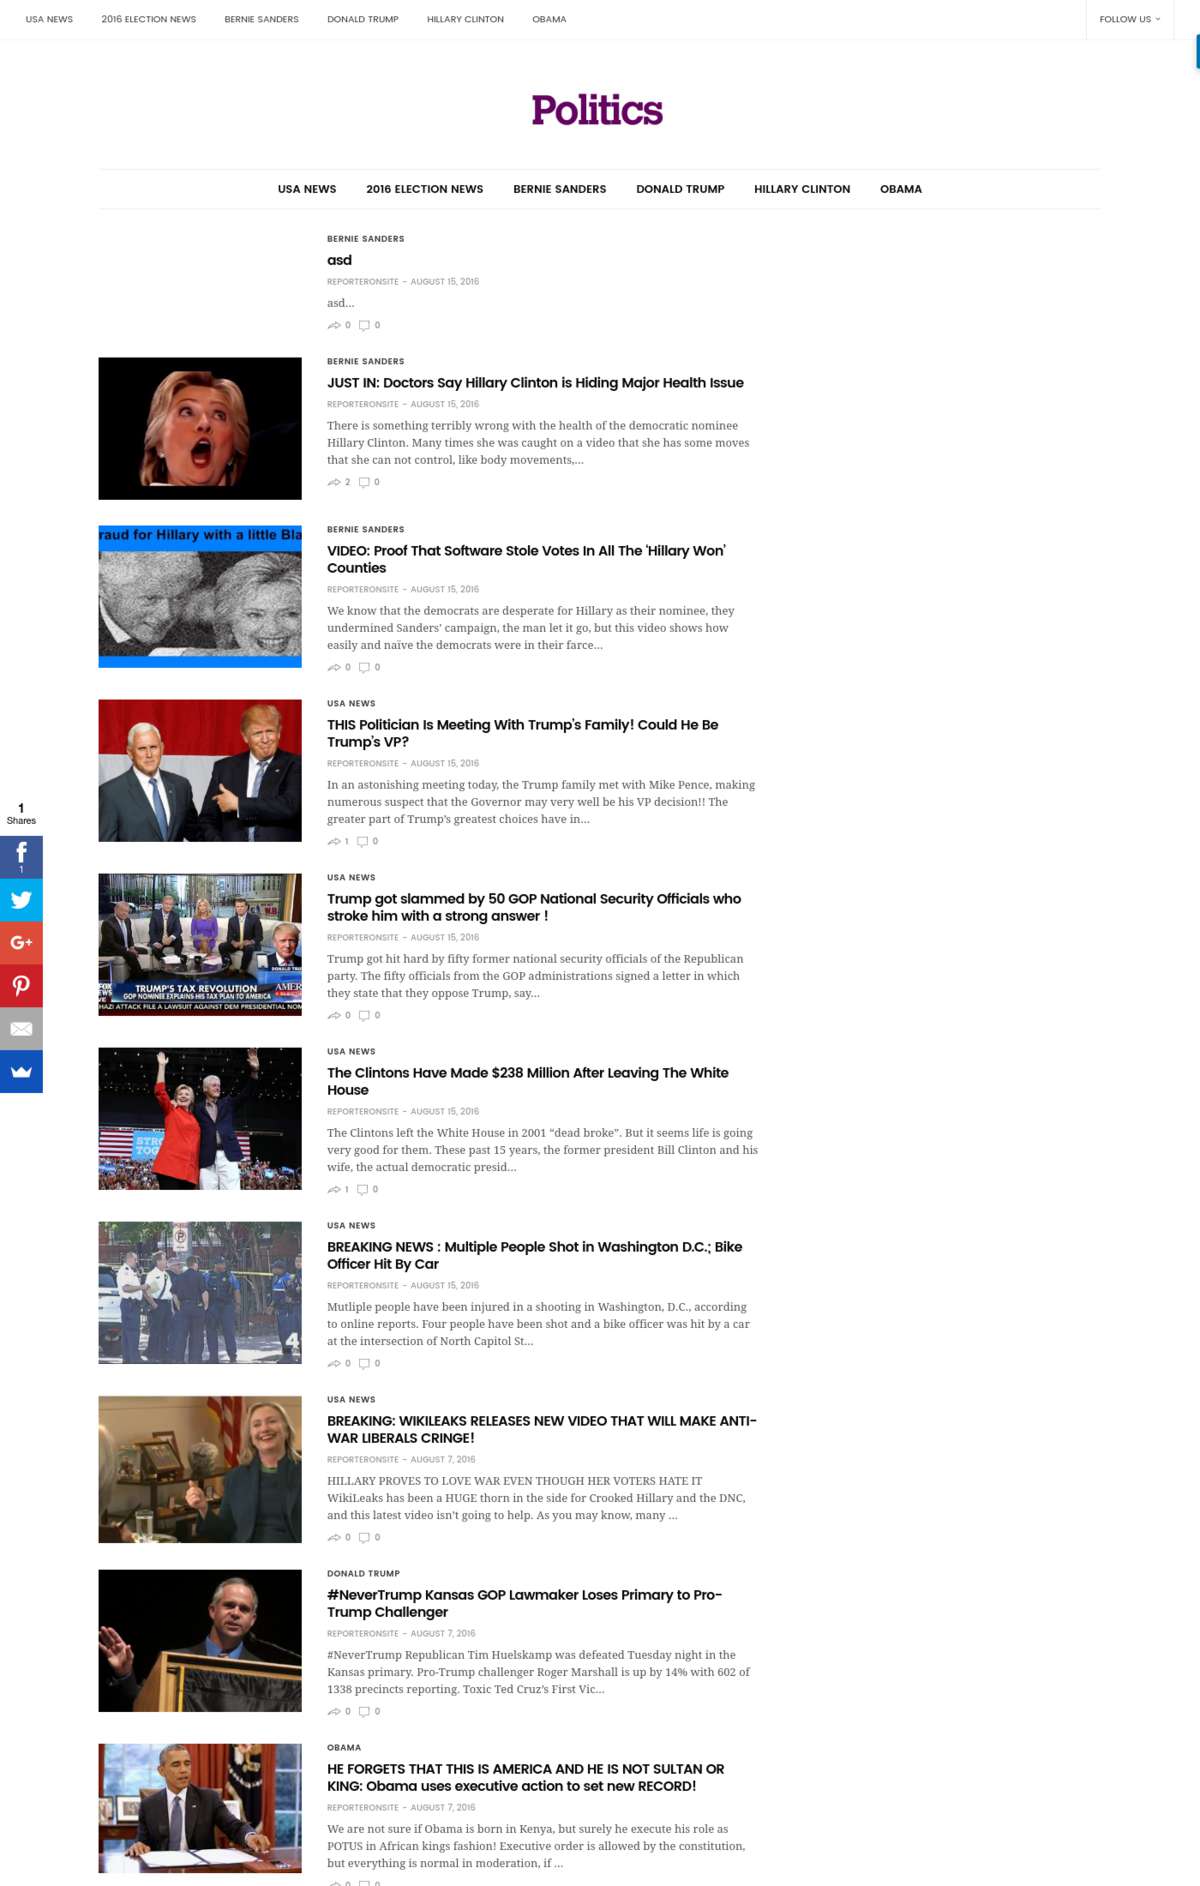 USA NEWS 2016 ELECTION NEWS BERNIE SANDERS DONALD TRUMP HILLARY CLINTON OBAMA FOLLOW US
Politics
USA NEWS 2016 ELECTION NEWS BERNIE SANDERS DONALD TRUMP HILLARY CLINTON OBAMA
BERNIE SANDERS
asd
REPORTERONSITE - AUGUST 15, 2016
asd...
0 0
BERNIE SANDERS
JUST IN: Doctors Say Hillary Clinton is Hiding Major Health Issue
REPORTERONSITE - AUGUST 15, 2016
There is something terribly wrong with the health of the democratic nominee
Hillary Clinton. Many times she was caught on a video that she has some moves
that she can not control, like body movements,...
2 0
raud for Hillary with a little Bla
BERNIE SANDERS
VIDEO: Proof That Software Stole Votes In All The ‘Hillary Won’
Counties
REPORTERONSITE - AUGUST 15, 2016
We know that the democrats are desperate for Hillary as their nominee, they
undermined Sanders’ campaign, the man let it go, but this video shows how
easily and naïve the democrats were in their farce...
0 0
USA NEWS
THIS Politician Is Meeting With Trump’s Family! Could He Be
Trump’s VP?
REPORTERONSITE - AUGUST 15, 2016
In an astonishing meeting today, the Trump family met with Mike Pence, making
numerous suspect that the Governor may very well be his VP decision!! The
greater part of Trump’s greatest choices have in...
1 0
1
Shares
f
1
G+
TRUMP'S TAX REVOLUTION
GOP NOMINEE EXPLAINS HIS TAX PLAN TO AMERICA
HAZI ATTACK FILE A LAWSUIT AGAINST DEM PRESIDENTIAL NOM
USA NEWS
Trump got slammed by 50 GOP National Security Officials who
stroke him with a strong answer !
REPORTERONSITE - AUGUST 15, 2016
Trump got hit hard by fifty former national security officials of the Republican
party. The fifty officials from the GOP administrations signed a letter in which
they state that they oppose Trump, say...
0 0
STRO
TOG
USA NEWS
The Clintons Have Made $238 Million After Leaving The White
House
REPORTERONSITE - AUGUST 15, 2016
The Clintons left the White House in 2001 “dead broke”. But it seems life is going
very good for them. These past 15 years, the former president Bill Clinton and his
wife, the actual democratic presid...
1 0
P
4
USA NEWS
BREAKING NEWS : Multiple People Shot in Washington D.C.; Bike
Officer Hit By Car
REPORTERONSITE - AUGUST 15, 2016
Mutliple people have been injured in a shooting in Washington, D.C., according
to online reports. Four people have been shot and a bike officer was hit by a car
at the intersection of North Capitol St...
0 0
USA NEWS
BREAKING: WIKILEAKS RELEASES NEW VIDEO THAT WILL MAKE ANTI-
WAR LIBERALS CRINGE!
REPORTERONSITE - AUGUST 7, 2016
HILLARY PROVES TO LOVE WAR EVEN THOUGH HER VOTERS HATE IT
WikiLeaks has been a HUGE thorn in the side for Crooked Hillary and the DNC,
and this latest video isn’t going to help. As you may know, many ...
0 0
DONALD TRUMP
#NeverTrump Kansas GOP Lawmaker Loses Primary to Pro-
Trump Challenger
REPORTERONSITE - AUGUST 7, 2016
#NeverTrump Republican Tim Huelskamp was defeated Tuesday night in the
Kansas primary. Pro-Trump challenger Roger Marshall is up by 14% with 602 of
1338 precincts reporting. Toxic Ted Cruz’s First Vic...
0 0
OBAMA
HE FORGETS THAT THIS IS AMERICA AND HE IS NOT SULTAN OR
KING: Obama uses executive action to set new RECORD!
REPORTERONSITE - AUGUST 7, 2016
We are not sure if Obama is born in Kenya, but surely he execute his role as
POTUS in African kings fashion! Executive order is allowed by the constitution,
but everything is normal in moderation, if ...
0 0